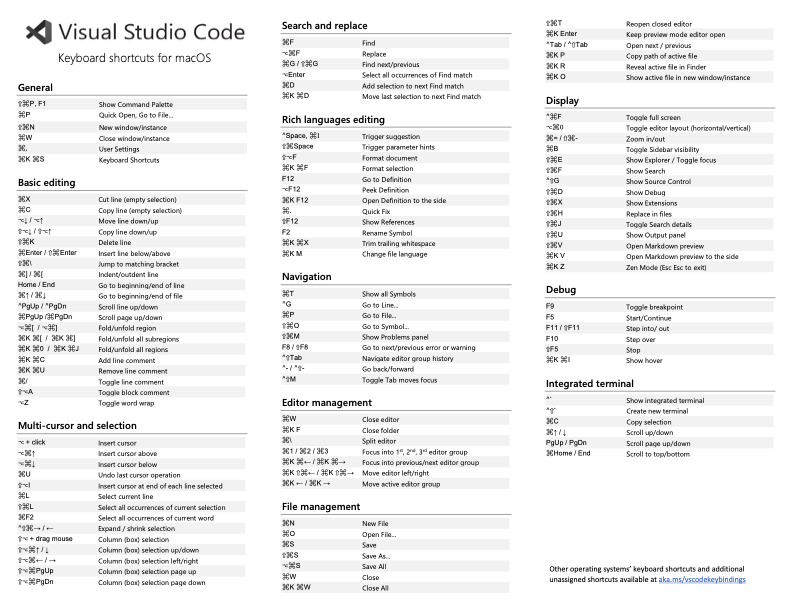 Visual Studio Code
Keyboard shortcuts for macOS
General
⇧⌘P, F1 Show Command Palette
⌘P Quick Open, Go to File...
⇧⌘N New window/instance
⌘W Close window/instance
⌘, User Settings
⌘K ⌘S Keyboard Shortcuts
Basic editing
⌘X Cut line (empty selection)
⌘C Copy line (empty selection)
⌥↓ / ⌥↑ Move line down/up
⇧⌥↓ / ⇧⌥↑ Copy line down/up
⇧⌘K Delete line
⌘Enter / ⇧⌘Enter Insert line below/above
⇧⌘\ Jump to matching bracket
⌘] / ⌘[ Indent/outdent line
Home / End Go to beginning/end of line
⌘↑ / ⌘↓ Go to beginning/end of file
^PgUp / ^PgDn Scroll line up/down
⌘PgUp /⌘PgDn Scroll page up/down
⌥⌘[ / ⌥⌘] Fold/unfold region
⌘K ⌘[ / ⌘K ⌘] Fold/unfold all subregions
⌘K ⌘0 / ⌘K ⌘J Fold/unfold all regions
⌘K ⌘C Add line comment
⌘K ⌘U Remove line comment
⌘/ Toggle line comment
⇧⌥A Toggle block comment
⌥Z Toggle word wrap
Multi-cursor and selection
⌥ + click Insert cursor
⌥⌘↑ Insert cursor above
⌥⌘↓ Insert cursor below
⌘U Undo last cursor operation
⇧⌥I Insert cursor at end of each line selected
⌘L Select current line
⇧⌘L Select all occurrences of current selection
⌘F2 Select all occurrences of current word
^⇧⌘→ / ← Expand / shrink selection
⇧⌥ + drag mouse Column (box) selection
⇧⌥⌘↑ / ↓ Column (box) selection up/down
⇧⌥⌘← / → Column (box) selection left/right
⇧⌥⌘PgUp Column (box) selection page up
⇧⌥⌘PgDn Column (box) selection page down
Search and replace
⌘F Find
⌥⌘F Replace
⌘G / ⇧⌘G Find next/previous
⌥Enter Select all occurrences of Find match
⌘D Add selection to next Find match
⌘K ⌘D Move last selection to next Find match
Rich languages editing
^Space, ⌘I Trigger suggestion
⇧⌘Space Trigger parameter hints
⇧⌥F Format document
⌘K ⌘F Format selection
F12 Go to Definition
⌥F12 Peek Definition
⌘K F12 Open Definition to the side
⌘. Quick Fix
⇧F12 Show References
F2 Rename Symbol
⌘K ⌘X Trim trailing whitespace
⌘K M Change file language
Navigation
⌘T Show all Symbols
^G Go to Line...
⌘P Go to File...
⇧⌘O Go to Symbol...
⇧⌘M Show Problems panel
F8 / ⇧F8 Go to next/previous error or warning
^⇧Tab Navigate editor group history
^- / ^⇧- Go back/forward
^⇧M Toggle Tab moves focus
Editor management
⌘W Close editor
⌘K F Close folder
⌘\ Split editor
⌘1 / ⌘2 / ⌘3 Focus into 1st, 2nd, 3rd editor group
⌘K ⌘← / ⌘K ⌘→ Focus into previous/next editor group
⌘K ⇧⌘← / ⌘K ⇧⌘→ Move editor left/right
⌘K ← / ⌘K → Move active editor group
File management
⌘N New File
⌘O Open File...
⌘S Save
⇧⌘S Save As...
⌥⌘S Save All
⌘W Close
⌘K ⌘W Close All
⇧⌘T Reopen closed editor
⌘K Enter Keep preview mode editor open
^Tab / ^⇧Tab Open next / previous
⌘K P Copy path of active file
⌘K R Reveal active file in Finder
⌘K O Show active file in new window/instance
Display
^⌘F Toggle full screen
⌥⌘0 Toggle editor layout (horizontal/vertical)
⌘= / ⇧⌘- Zoom in/out
⌘B Toggle Sidebar visibility
⇧⌘E Show Explorer / Toggle focus
⇧⌘F Show Search
^⇧G Show Source Control
⇧⌘D Show Debug
⇧⌘X Show Extensions
⇧⌘H Replace in files
⇧⌘J Toggle Search details
⇧⌘U Show Output panel
⇧⌘V Open Markdown preview
⌘K V Open Markdown preview to the side
⌘K Z Zen Mode (Esc Esc to exit)
Debug
F9 Toggle breakpoint
F5 Start/Continue
F11 / ⇧F11 Step into/ out
F10 Step over
⇧F5 Stop
⌘K ⌘I Show hover
Integrated terminal
^` Show integrated terminal
^⇧` Create new terminal
⌘C Copy selection
⌘↑ / ↓ Scroll up/down
PgUp / PgDn Scroll page up/down
⌘Home / End Scroll to top/bottom
Other operating systems' keyboard shortcuts and additional
unassigned shortcuts available at aka.ms/vscodekeybindings